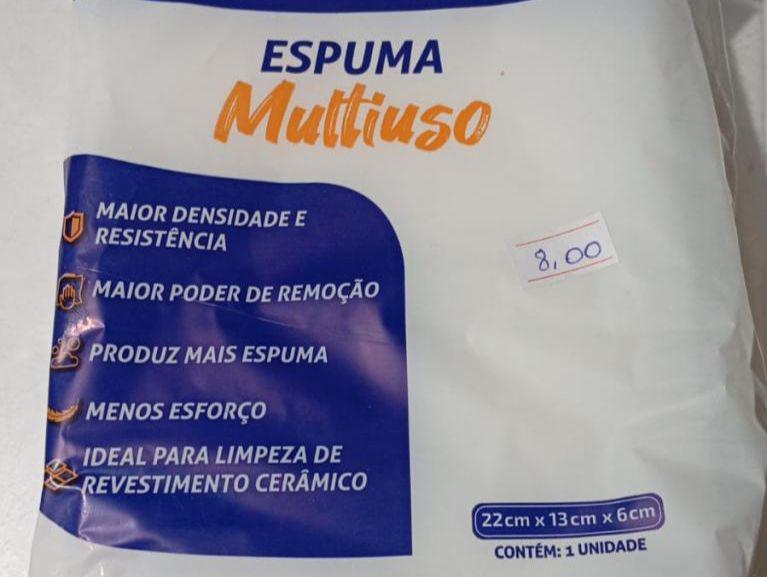 ESPUMA
Multiuso
MAIOR DENSIDADE E
RESISTÊNCIA
8,00
MAIOR PODER DE REMOÇÃO
PRODUZ MAIS ESPUMA
MENOS ESFORÇO
IDEAL PARA LIMPEZA DE
REVESTIMENTO CERÂMICO
22cm x 13cm x 6cm
CONTÉM: 1 UNIDADE